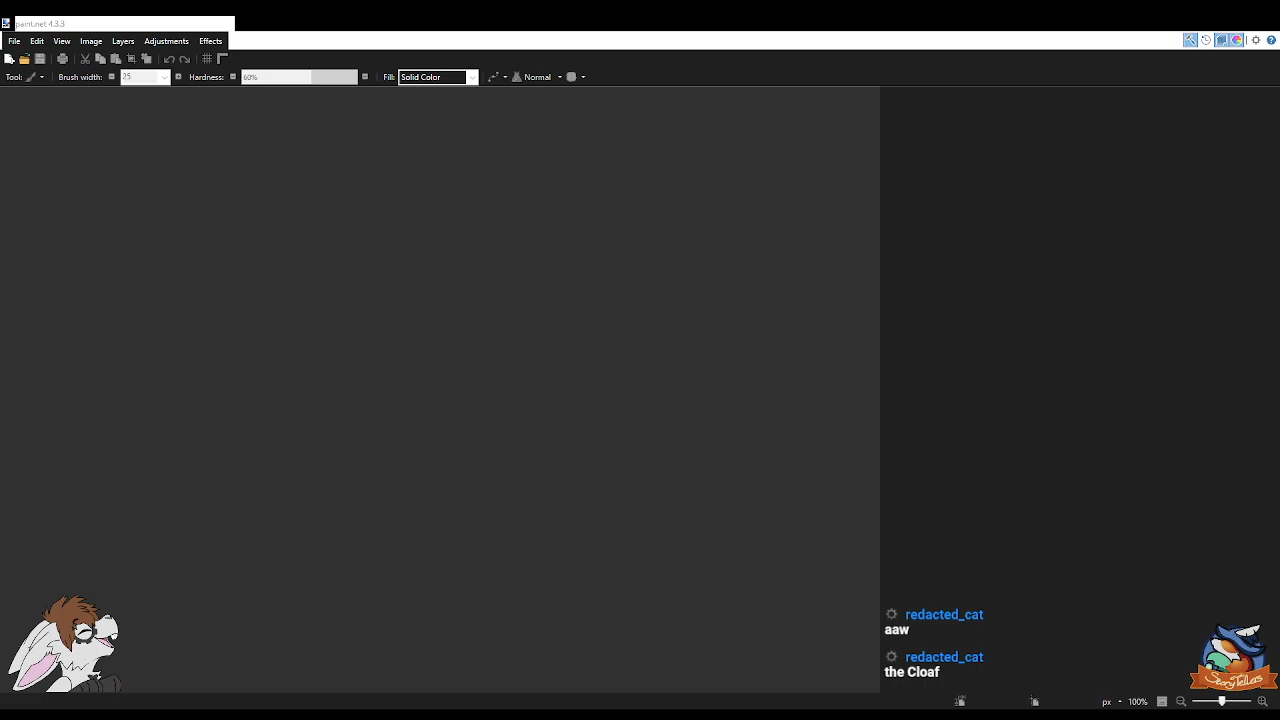 paint.net 4.3.3
File Edit View Image Layers Adjustments Effects
Tool: Brush width: 25 Hardness: 60% Fill: Solid Color Normal
redacted_cat
aaw
redacted_cat
the Cloaf
StoryTellers
px 100%